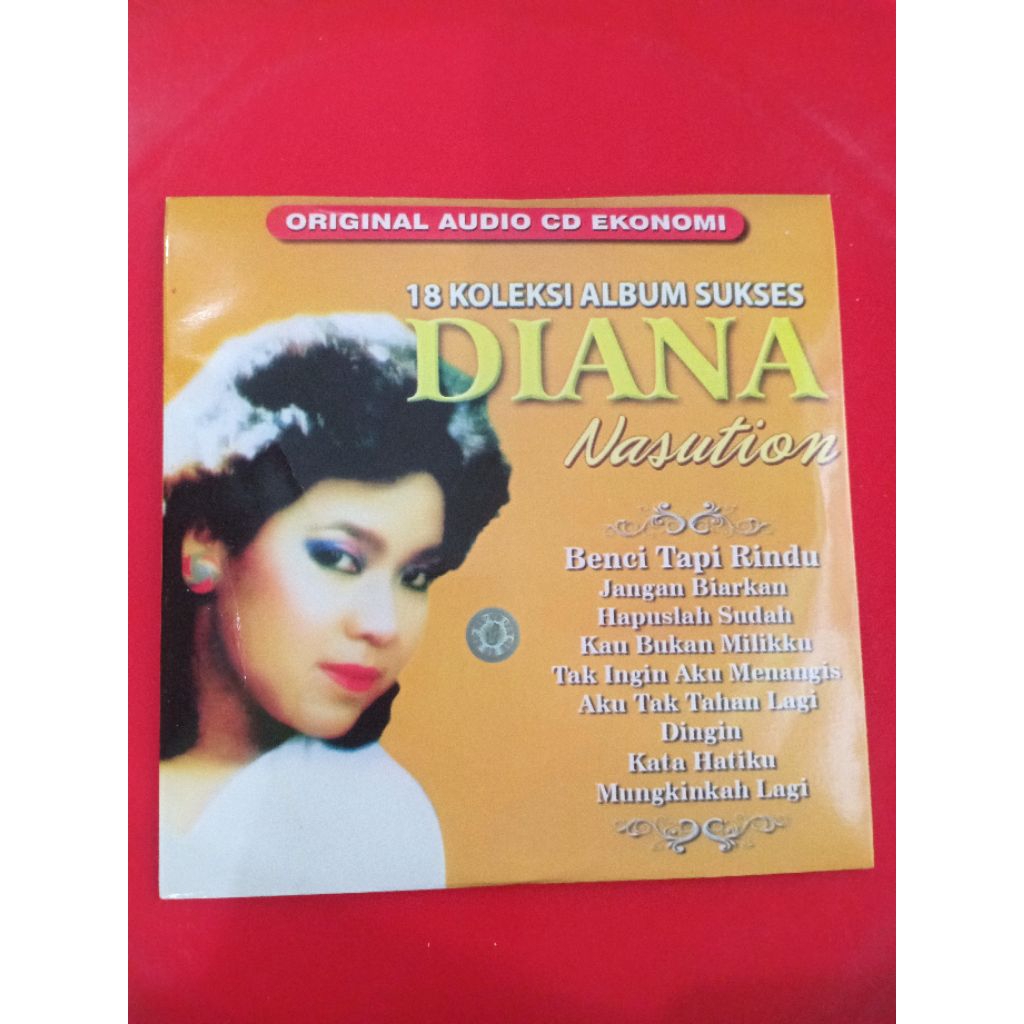 ORIGINAL AUDIO CD EKONOMI
18 KOLEKSI ALBUM SUKSES
DIANA
Nasution
Benci Tapi Rindu
Jangan Biarkan
Hapuslah Sudah
Kau Bukan Milikku
Tak Ingin Aku Menangis
Aku Tak Tahan Lagi
Dingin
Kata Hatiku
Mungkinkah Lagi